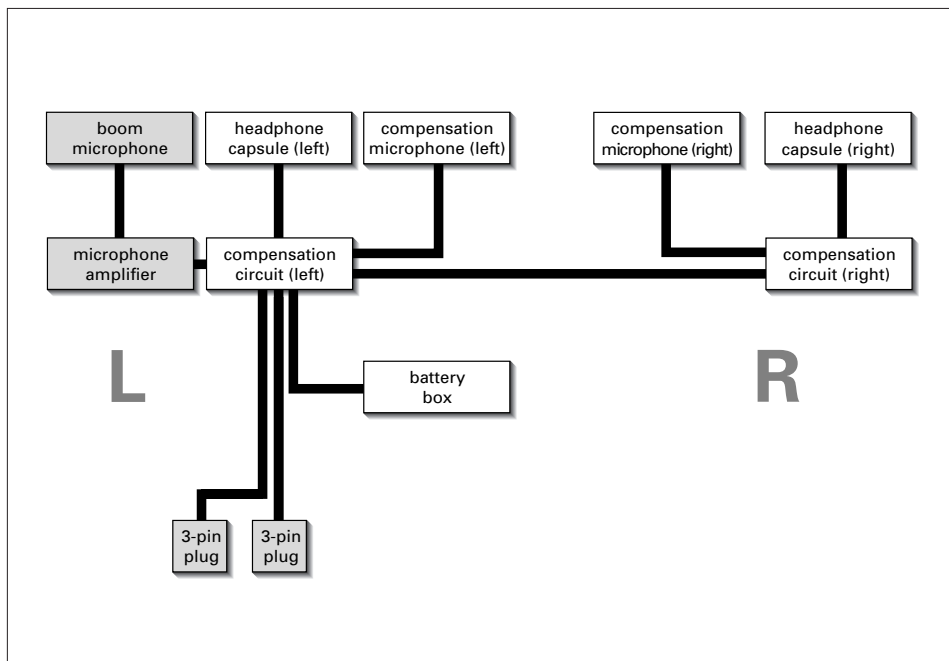 boom
microphone
headphone
capsule (left)
compensation
microphone (left)
compensation
microphone (right)
headphone
capsule (right)
microphone
amplifier
compensation
circuit (left)
compensation
circuit (right)
L
battery
box
R
3-pin
plug
3-pin
plug